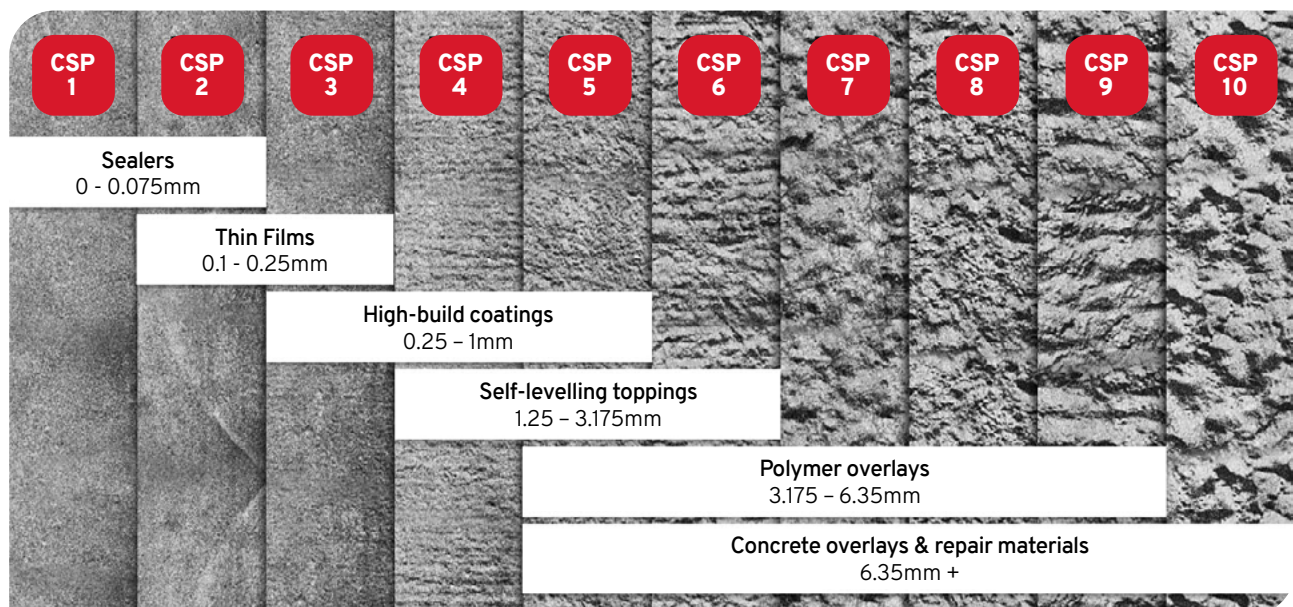 CSP
1
CSP
2
CSP
3
CSP
4
CSP
5
CSP
6
CSP
7
CSP
8
CSP
9
CSP
10
Sealers
0 - 0.075mm
Thin Films
0.1 - 0.25mm
High-build coatings
0.25 – 1mm
Self-levelling toppings
1.25 – 3.175mm
Polymer overlays
3.175 – 6.35mm
Concrete overlays & repair materials
6.35mm +